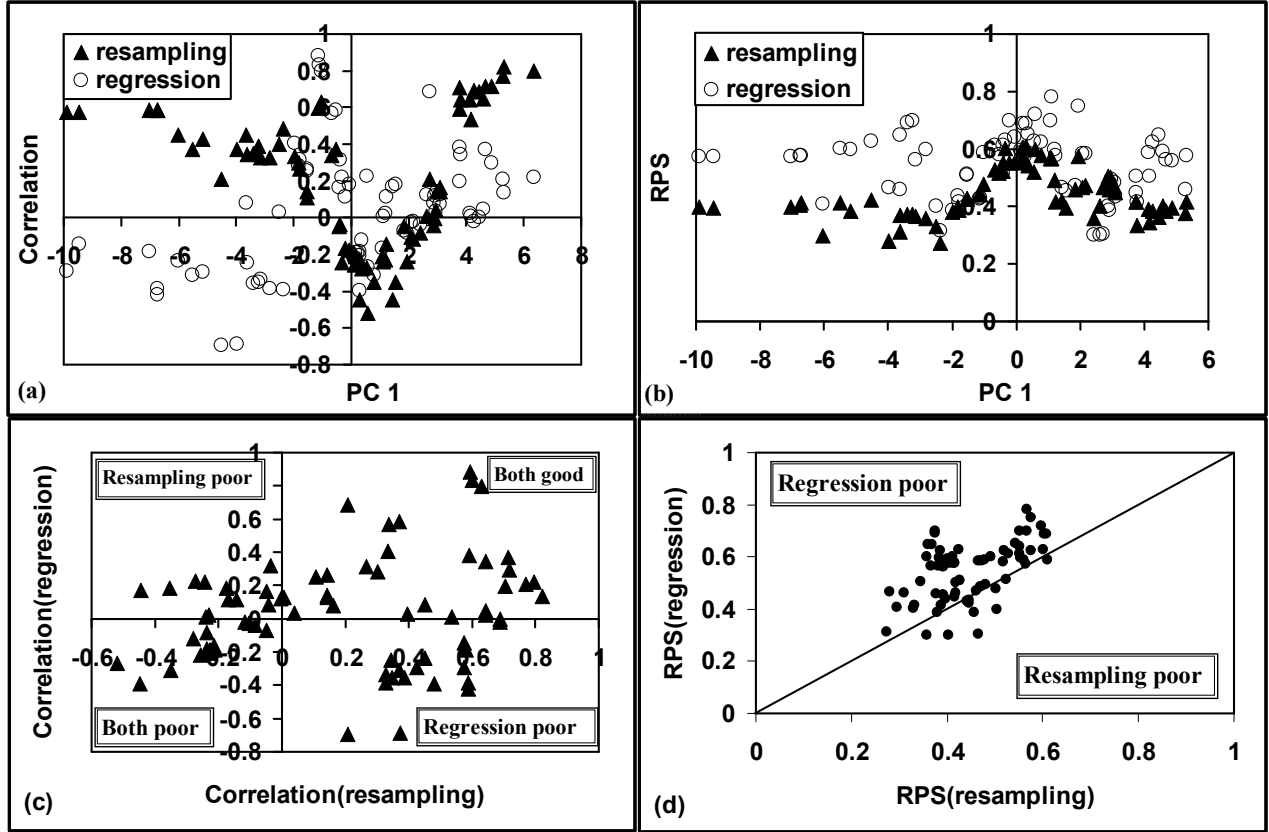 1
▲ resampling
○ regression
0.8
0.6
0.4
0.2
0
-10 -8 -6 -4 -2 0 2 4 6 8
-0.2
-0.4
-0.6
-0.8
Correlation
PC 1
(a)
1
▲ resampling
○ regression
0.8
0.6
0.4
0.2
0
-10 -8 -6 -4 -2 0 2 4 6
RPS
PC 1
(b)
1
Resampling poor
Both good
0.6
0.4
0.2
0
-0.6 -0.4 -0.2 0 0.2 0.4 0.6 0.8 1
-0.2
-0.4
-0.6
-0.8
Both poor
Regression poor
Correlation(regression)
Correlation(resampling)
(c)
1
Regression poor
0.8
0.6
0.4
0.2
0
Resampling poor
0 0.2 0.4 0.6 0.8 1
RPS(regression)
RPS(resampling)
(d)